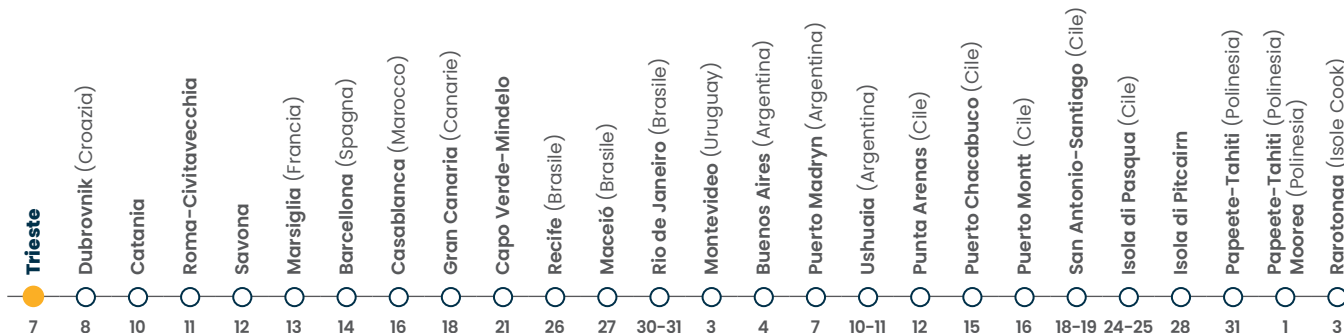 Trieste
Dubrovnik (Croazia)
Catania
Roma-Civitavecchia
Savona
Marsiglia (Francia)
Barcellona (Spagna)
Casablanca (Marocco)
Gran Canaria (Canarie)
Capo Verde-Mindelo
Recife (Brasile)
Maceió (Brasile)
Rio de Janeiro (Brasile)
Montevideo (Uruguay)
Buenos Aires (Argentina)
Puerto Madryn (Argentina)
Ushuaia (Argentina)
Punta Arenas (Cile)
Puerto Chacabuco (Cile)
Puerto Montt (Cile)
San Antonio-Santiago (Cile)
Isola di Pasqua (Cile)
Isola di Pitcairn
Papeete-Tahiti (Polinesia)
Papeete-Tahiti (Polinesia)
Moorea (Polinesia)
Rarotonga (Isole Cook)
7 8 10 11 12 13 14 16 18 21 26 27 30-31 3 4 7 10-11 12 15 16 18-19 24-25 28 31 1 3